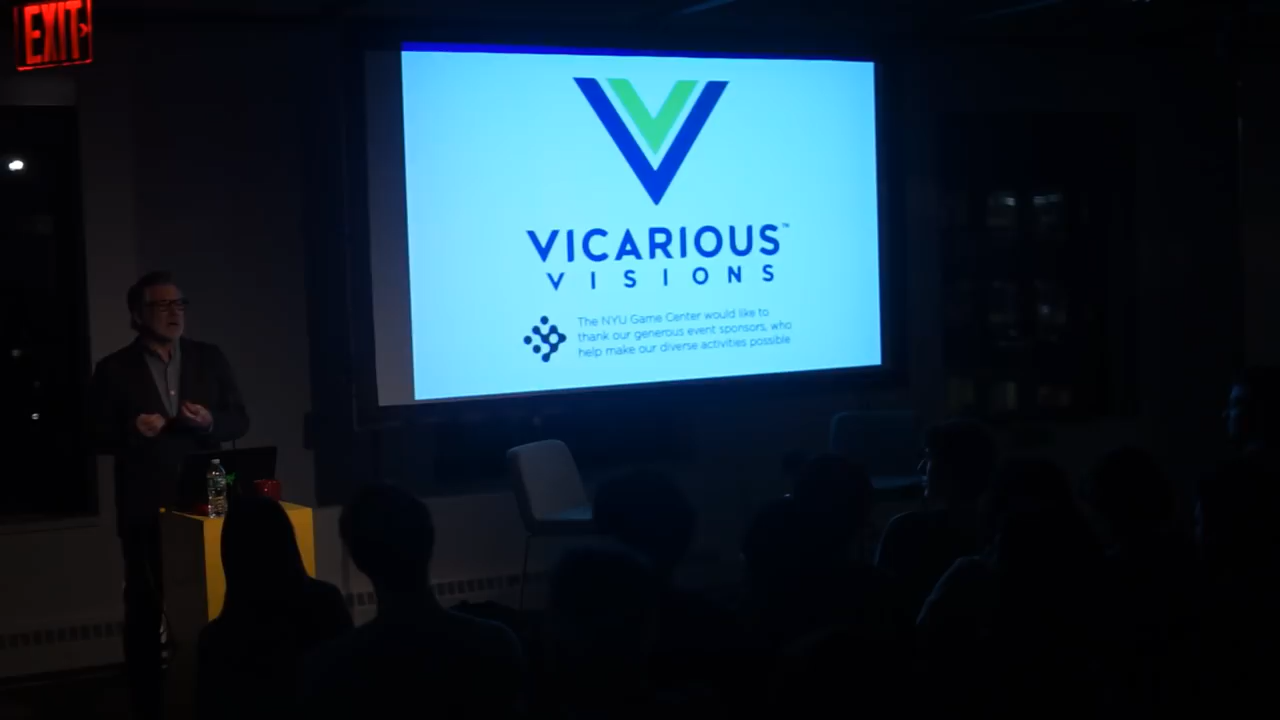 EXIT
VICARIOUS™
VISIONS
The NYU Game Center would like to
thank our generous event sponsors, who
help make our diverse activities possible